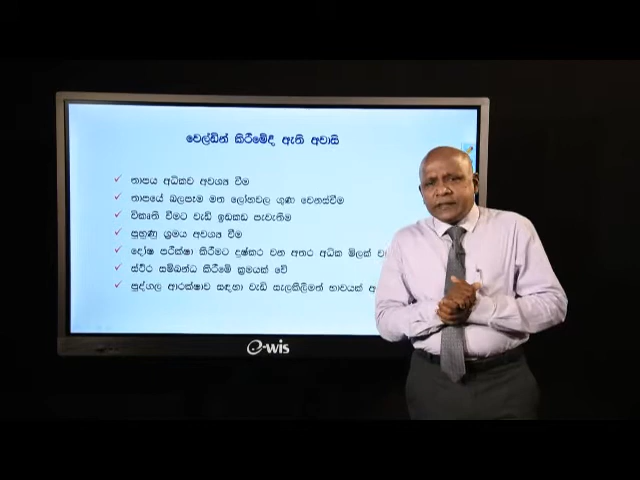 වෙල්ඩින් කිරීමේදී ඇති අවාසි
තාපය අධිකව අවශ්‍ය වීම
තාපයේ බලපෑම මත ලෝහවල ගුණ වෙනස්වීම
විකෘති වීමට වැඩි ඉඩකඩ පැවැතිම
පුහුණු ශ්‍රමය අවශ්‍ය වීම
දෝෂ පරීක්ෂා කිරීමට දුෂ්කර වන අතර අධික මිලක්
ස්ථිර සම්බන්ධ කිරීමේ ක්‍රමයක් වේ
පුද්ගල ආරක්ෂාව සඳහා වැඩි සැලකිලිමත් භාවයක්
e-wis